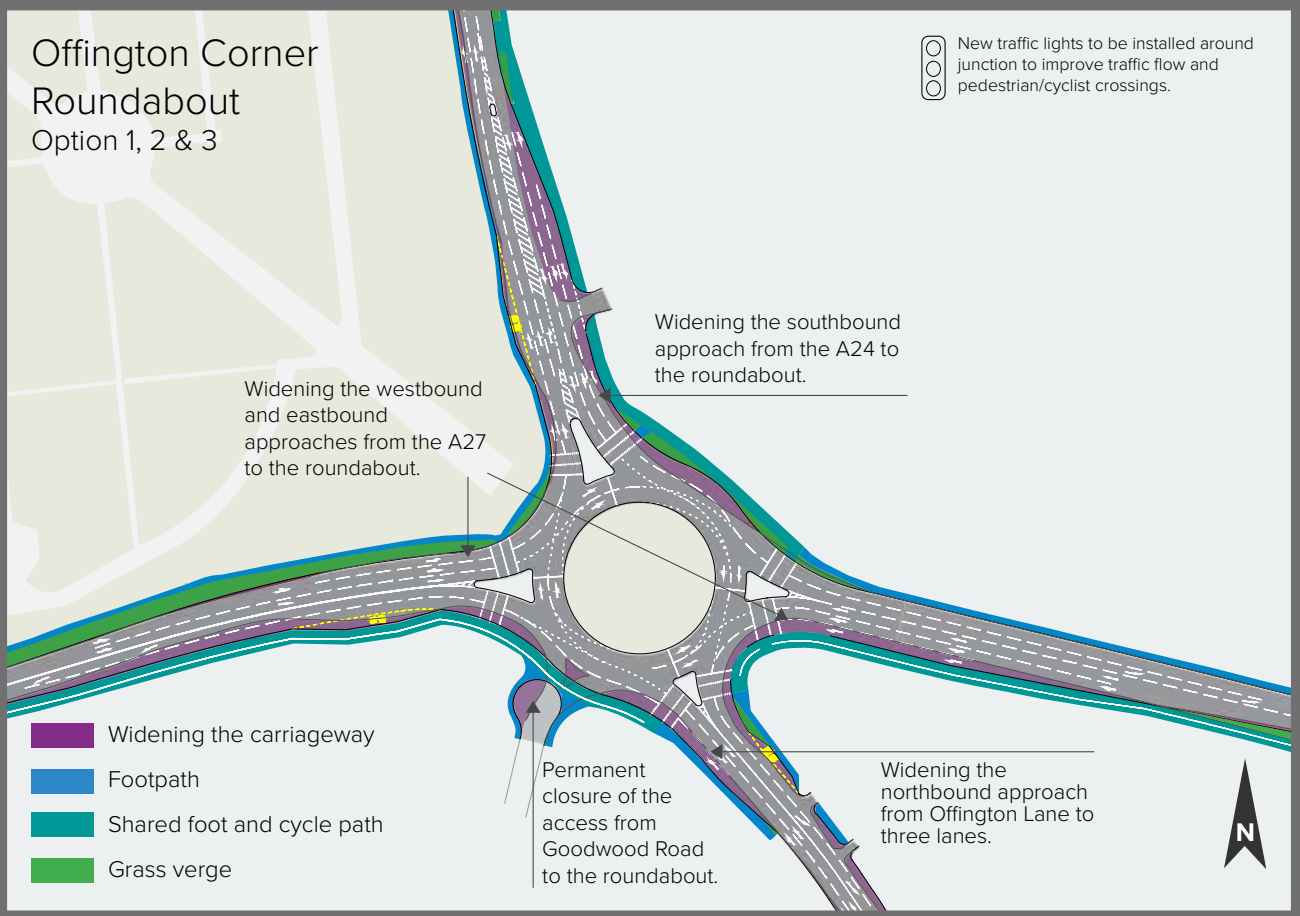 Offington Corner
Roundabout
Option 1, 2 & 3
New traffic lights to be installed around
junction to improve traffic flow and
pedestrian/cyclist crossings.
Widening the southbound
approach from the A24 to
the roundabout.
Widening the westbound
and eastbound
approaches from the A27
to the roundabout.
Widening the carriageway
Footpath
Shared foot and cycle path
Grass verge
Permanent
closure of the
access from
Goodwood Road
to the roundabout.
Widening the
northbound approach
from Offington Lane to
three lanes.
N